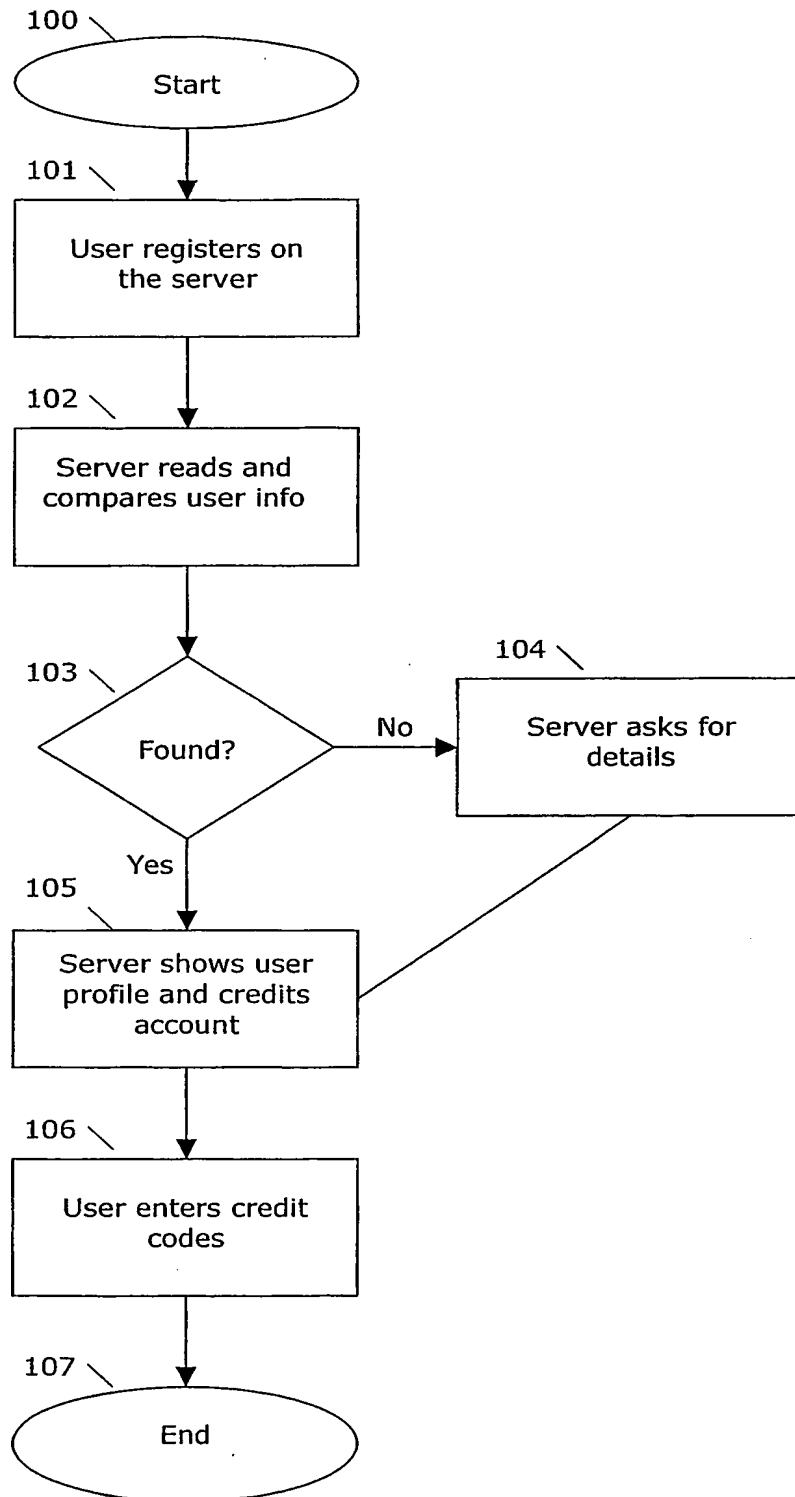 100
Start
101
User registers on
the server
102
Server reads and
compares user info
103
Found?
No
104
Server asks for
details
Yes
105
Server shows user
profile and credits
account
106
User enters credit
codes
107
End